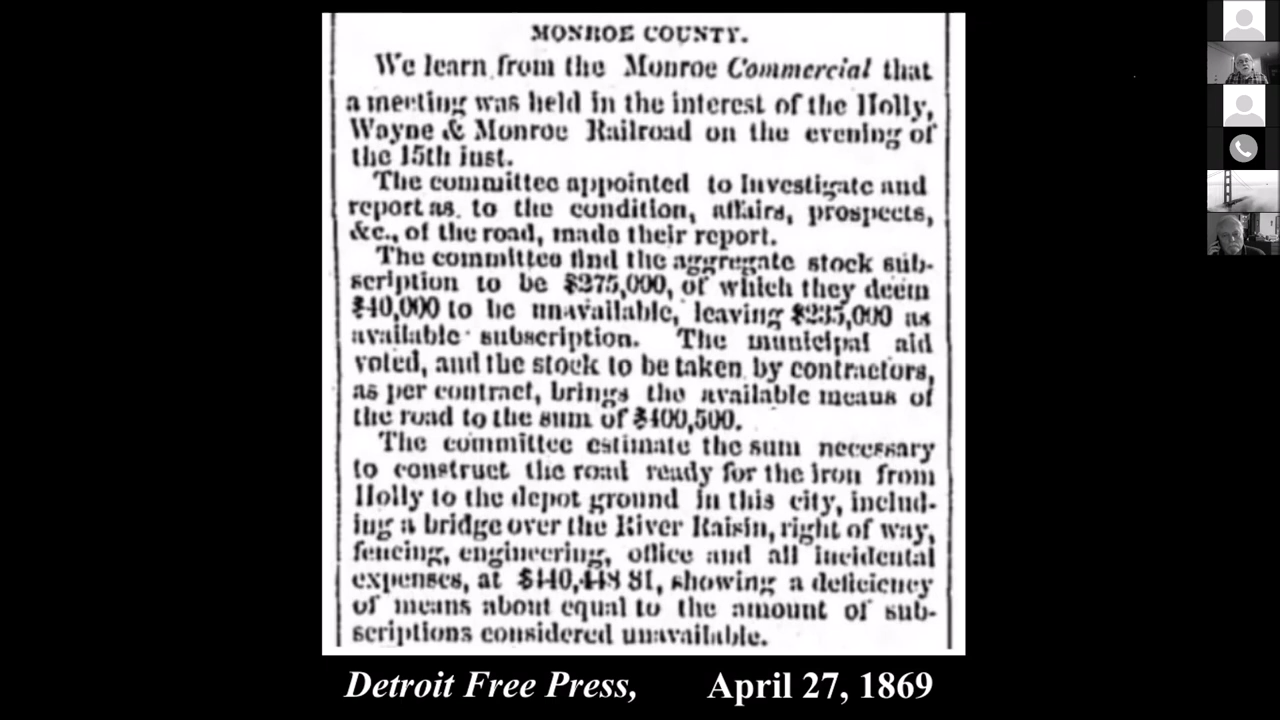 MONROE COUNTY.
We learn from the Monroe Commercial that
a meeting was held in the interest of the Holly,
Wayne & Monroe Railroad on the evening of
the 15th inst.
The committee appointed to investigate and
report as to the condition, affairs, prospects,
&c., of the road, made their report.
The committee find the aggregate stock sub-
scription to be $275,000, of which they deem
$40,000 to be unavailable, leaving $235,000 as
available subscription. The municipal aid
voted, and the stock to be taken by contractors,
as per contract, brings the available means of
the road to the sum of $400,500.
The committee estimate the sum necessary
to construct the road ready for the iron from
Holly to the depot ground in this city, includ-
ing a bridge over the River Raisin, right of way,
fencing, engineering, office and all incidental
expenses, at $440,448 81, showing a deficiency
of means about equal to the amount of sub-
scriptions considered unavailable.
Detroit Free Press, April 27, 1869